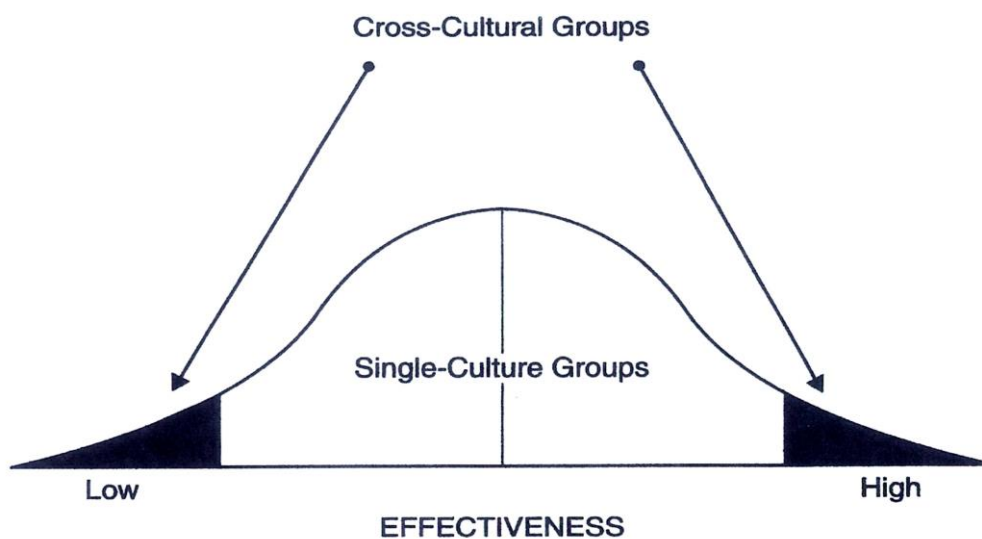 Cross-Cultural Groups
Single-Culture Groups
Low
High
EFFECTIVENESS